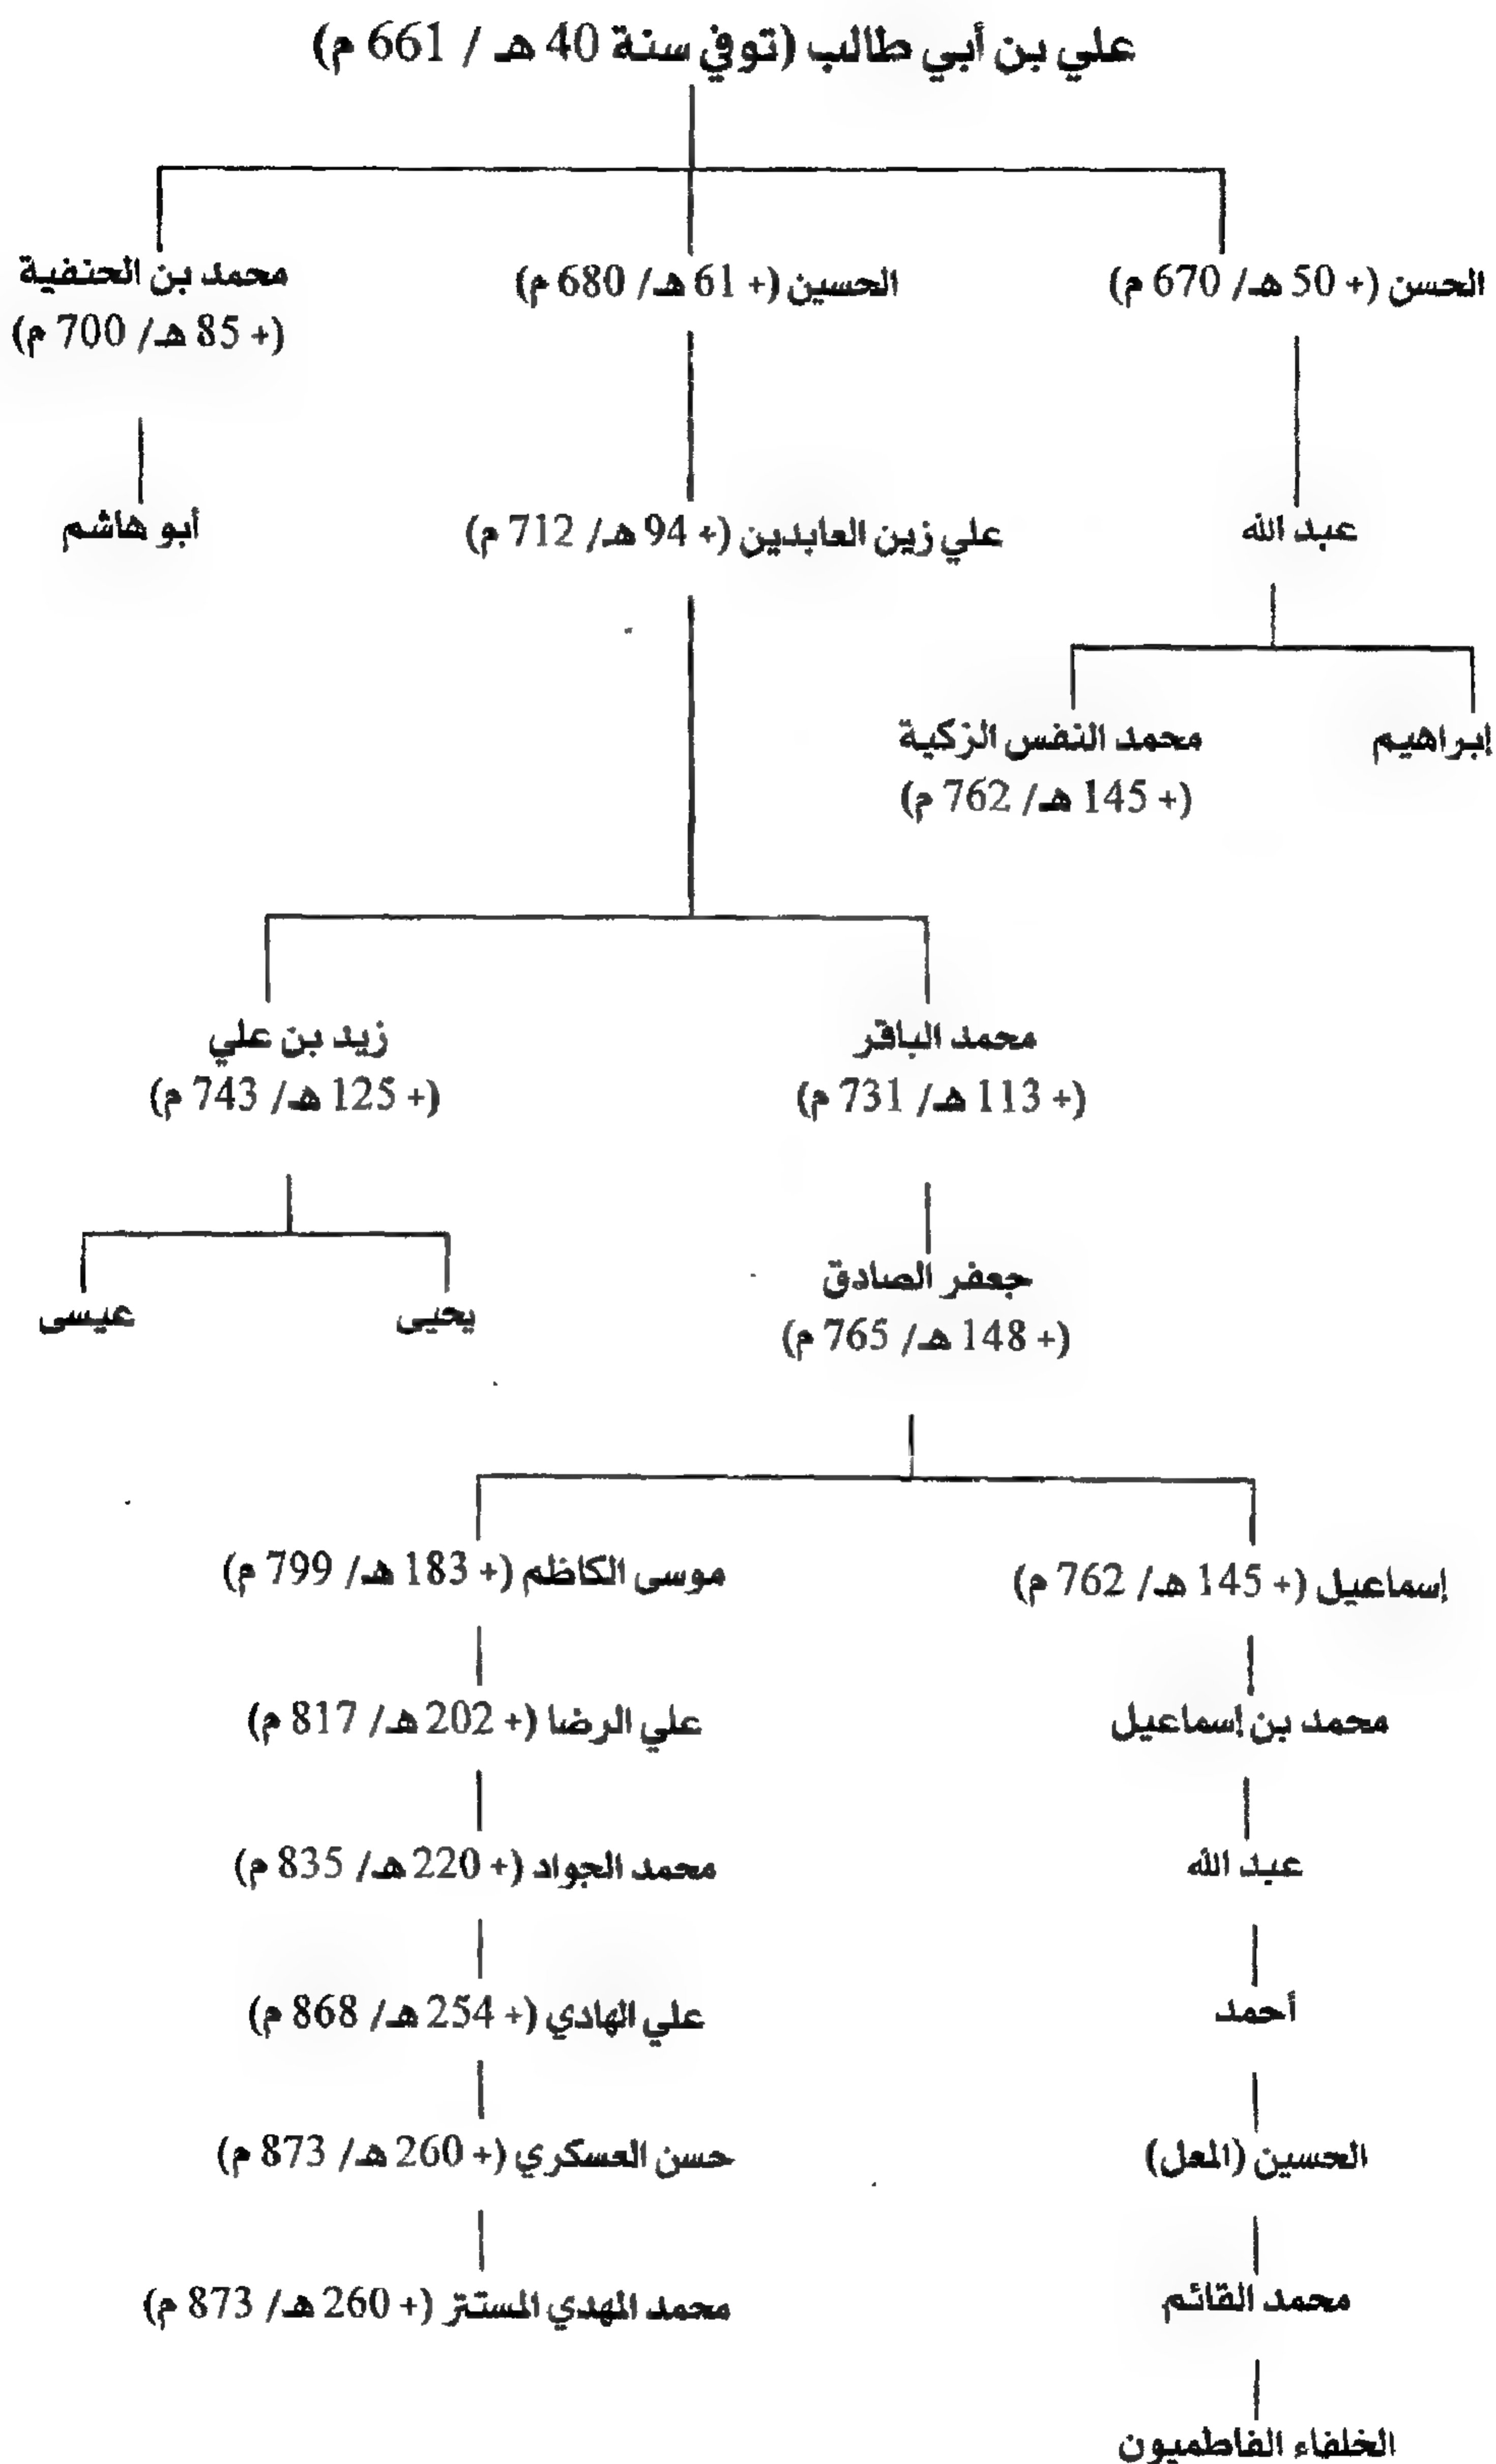 علي بن أبي طالب (توفي سنة 40 هـ / 661 م)
الحسن (+ 50 هـ/ 670 م)
الحسين (+ 61 هـ/ 680 م)
محمد بن الحنفية
(+ 85 هـ/ 700 م)
عبد الله
علي زين العابدين (+ 94 هـ/ 712 م)
أبو هاشم
إبراهيم
محمد النفس الزكية
(+ 145 هـ/ 762 م)
محمد الباقر
(+ 113 هـ/ 731 م)
زيد بن علي
(+ 125 هـ/ 743 م)
جعفر الصادق
(+ 148 هـ/ 765 م)
يحيى
عيسى
إسماعيل (+ 145 هـ/ 762 م)
موسى الكاظم (+ 183 هـ/ 799 م)
محمد بن إسماعيل
علي الرضا (+ 202 هـ/ 817 م)
عبد الله
محمد الجواد (+ 220 هـ/ 835 م)
أحمد
علي الهادي (+ 254 هـ/ 868 م)
الحسين (المعل)
حسن العسكري (+ 260 هـ/ 873 م)
محمد القائم
محمد المهدي المستتر (+ 260 هـ/ 873 م)
الخلفاء الفاطميون